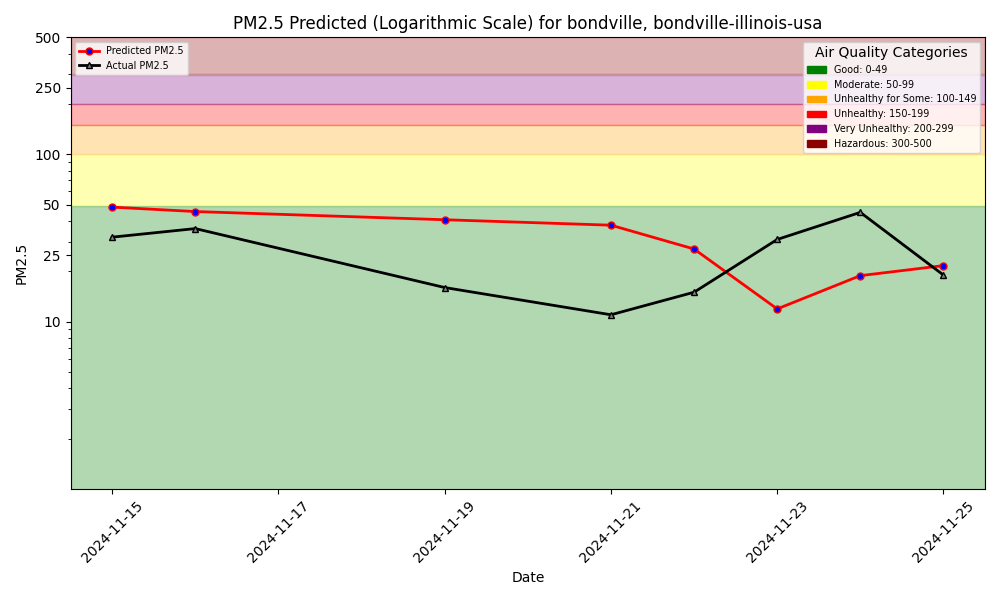 PM2.5 Predicted (Logarithmic Scale) for bondville, bondville-illinois-usa
Predicted PM2.5
Actual PM2.5
Air Quality Categories
Good: 0-49
Moderate: 50-99
Unhealthy for Some: 100-149
Unhealthy: 150-199
Very Unhealthy: 200-299
Hazardous: 300-500
500
250
100
50
25
10
PM2.5
2024-11-15
2024-11-17
2024-11-19
2024-11-21
2024-11-23
2024-11-25
Date